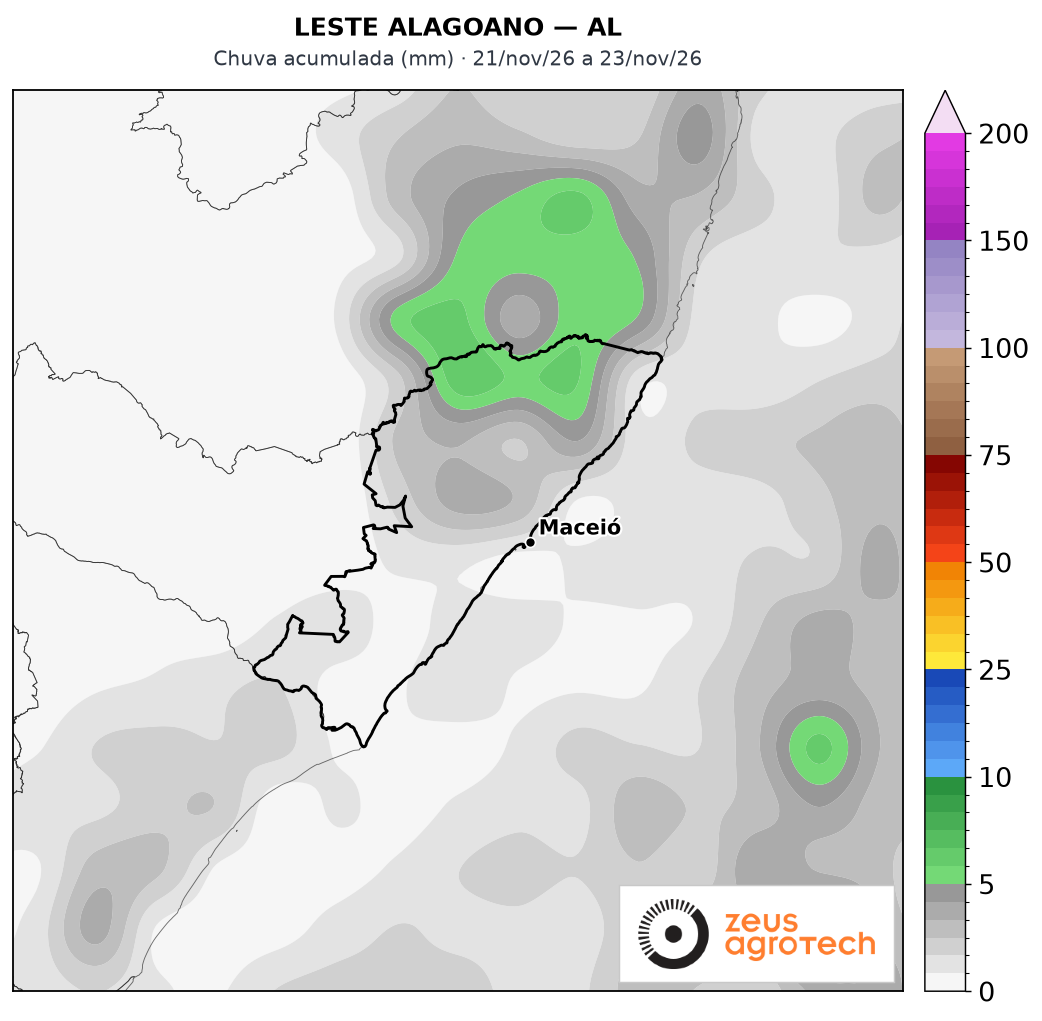 LESTE ALAGOANO — AL
Chuva acumulada (mm) · 21/nov/26 a 23/nov/26
200
150
100
75
50
25
10
5
0
Maceió
zeus
agrotech